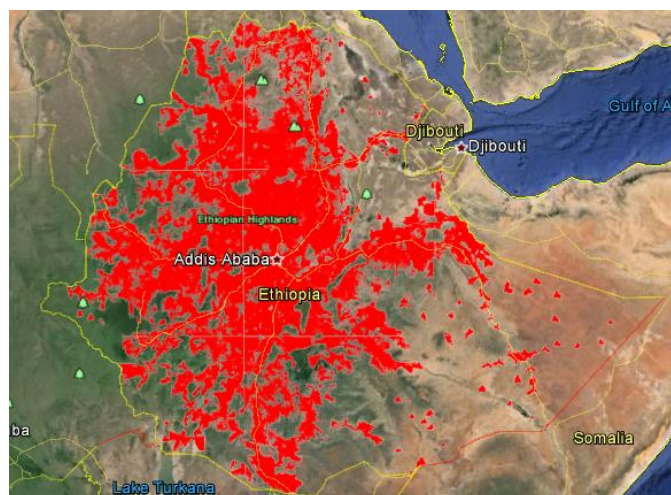 Gulf of A
Djibouti
Djibouti
Ethiopian Highlands
Addis Ababa
Ethiopia
ba
Somalia
Lake Turkana